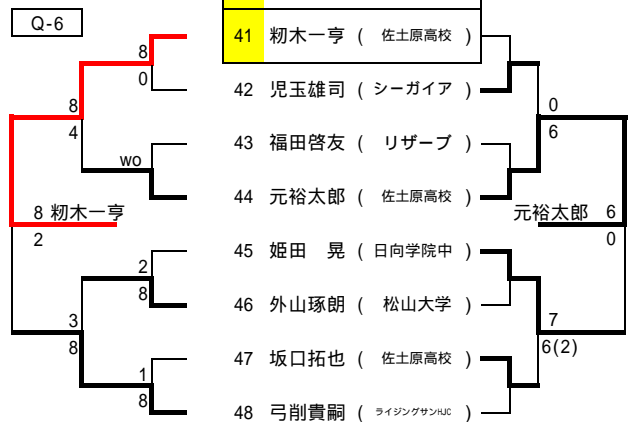 Q-6
41 籾木一亨 ( 佐土原高校 )
8
0
42 児玉雄司 ( シーガイア )
8
4
0
6
43 福田啓友 ( リザーブ )
wo
44 元裕太郎 ( 佐土原高校 )
8 籾木一亨
2
元裕太郎 6
0
45 姫田 晃 ( 日向学院中 )
2
8
46 外山琢朗 ( 松山大学 )
3
8
7
6(2)
47 坂口拓也 ( 佐土原高校 )
1
8
48 弓削貴嗣 ( ライジングサンHJC )